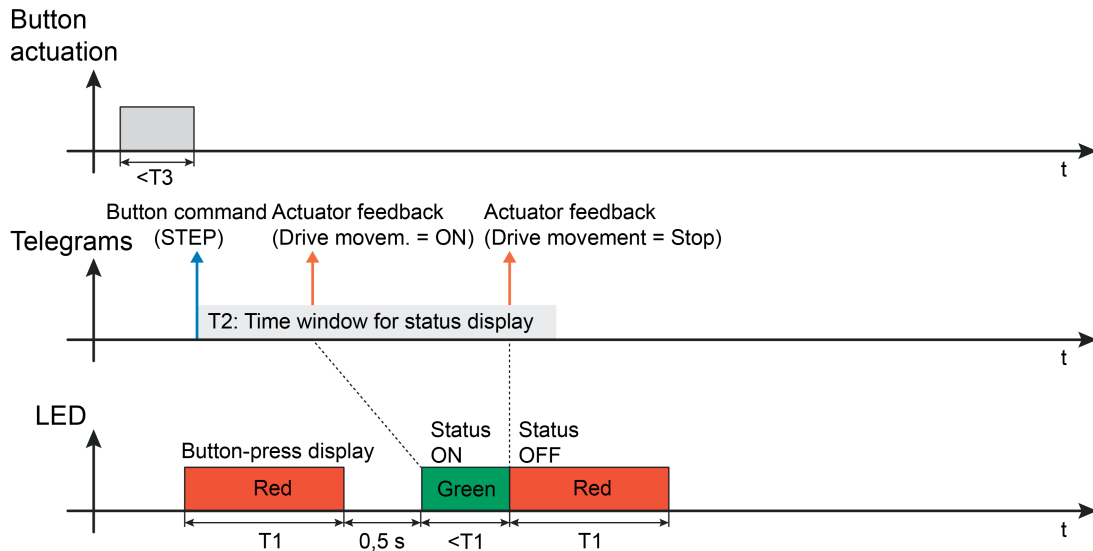 Button
actuation
t
<T3
Button command
(STEP)
Actuator feedback
(Drive movem. = ON)
Actuator feedback
(Drive movement = Stop)
Telegrams
T2: Time window for status display
t
LED
Button-press display
Status
ON
Status
OFF
Red
Green
Red
t
T1
0,5 s
<T1
T1